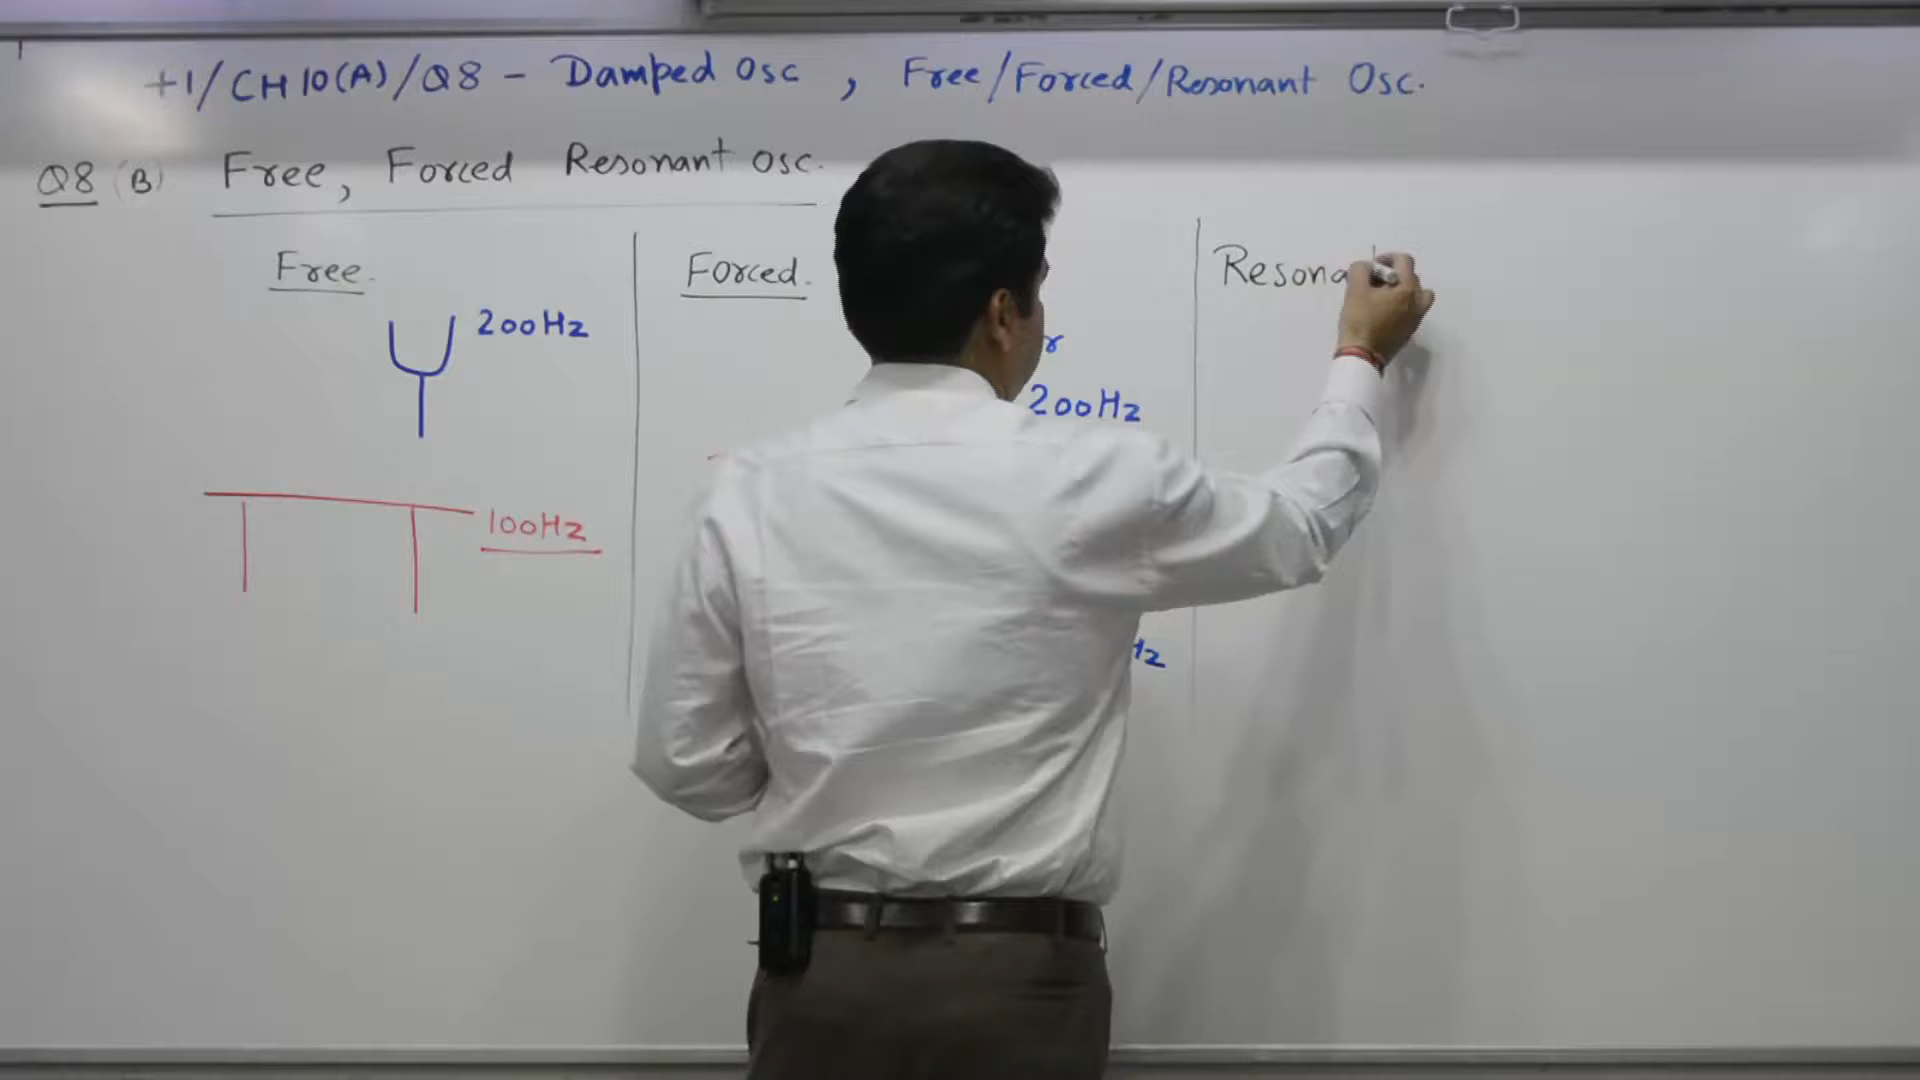 +1/CH10(A)/Q8 - Damped Osc, Free/Forced/Resonant Osc.
Q8 (B) Free, Forced Resonant Osc.
Free.
200Hz
100Hz
Forced.
200Hz
Hz
Resona